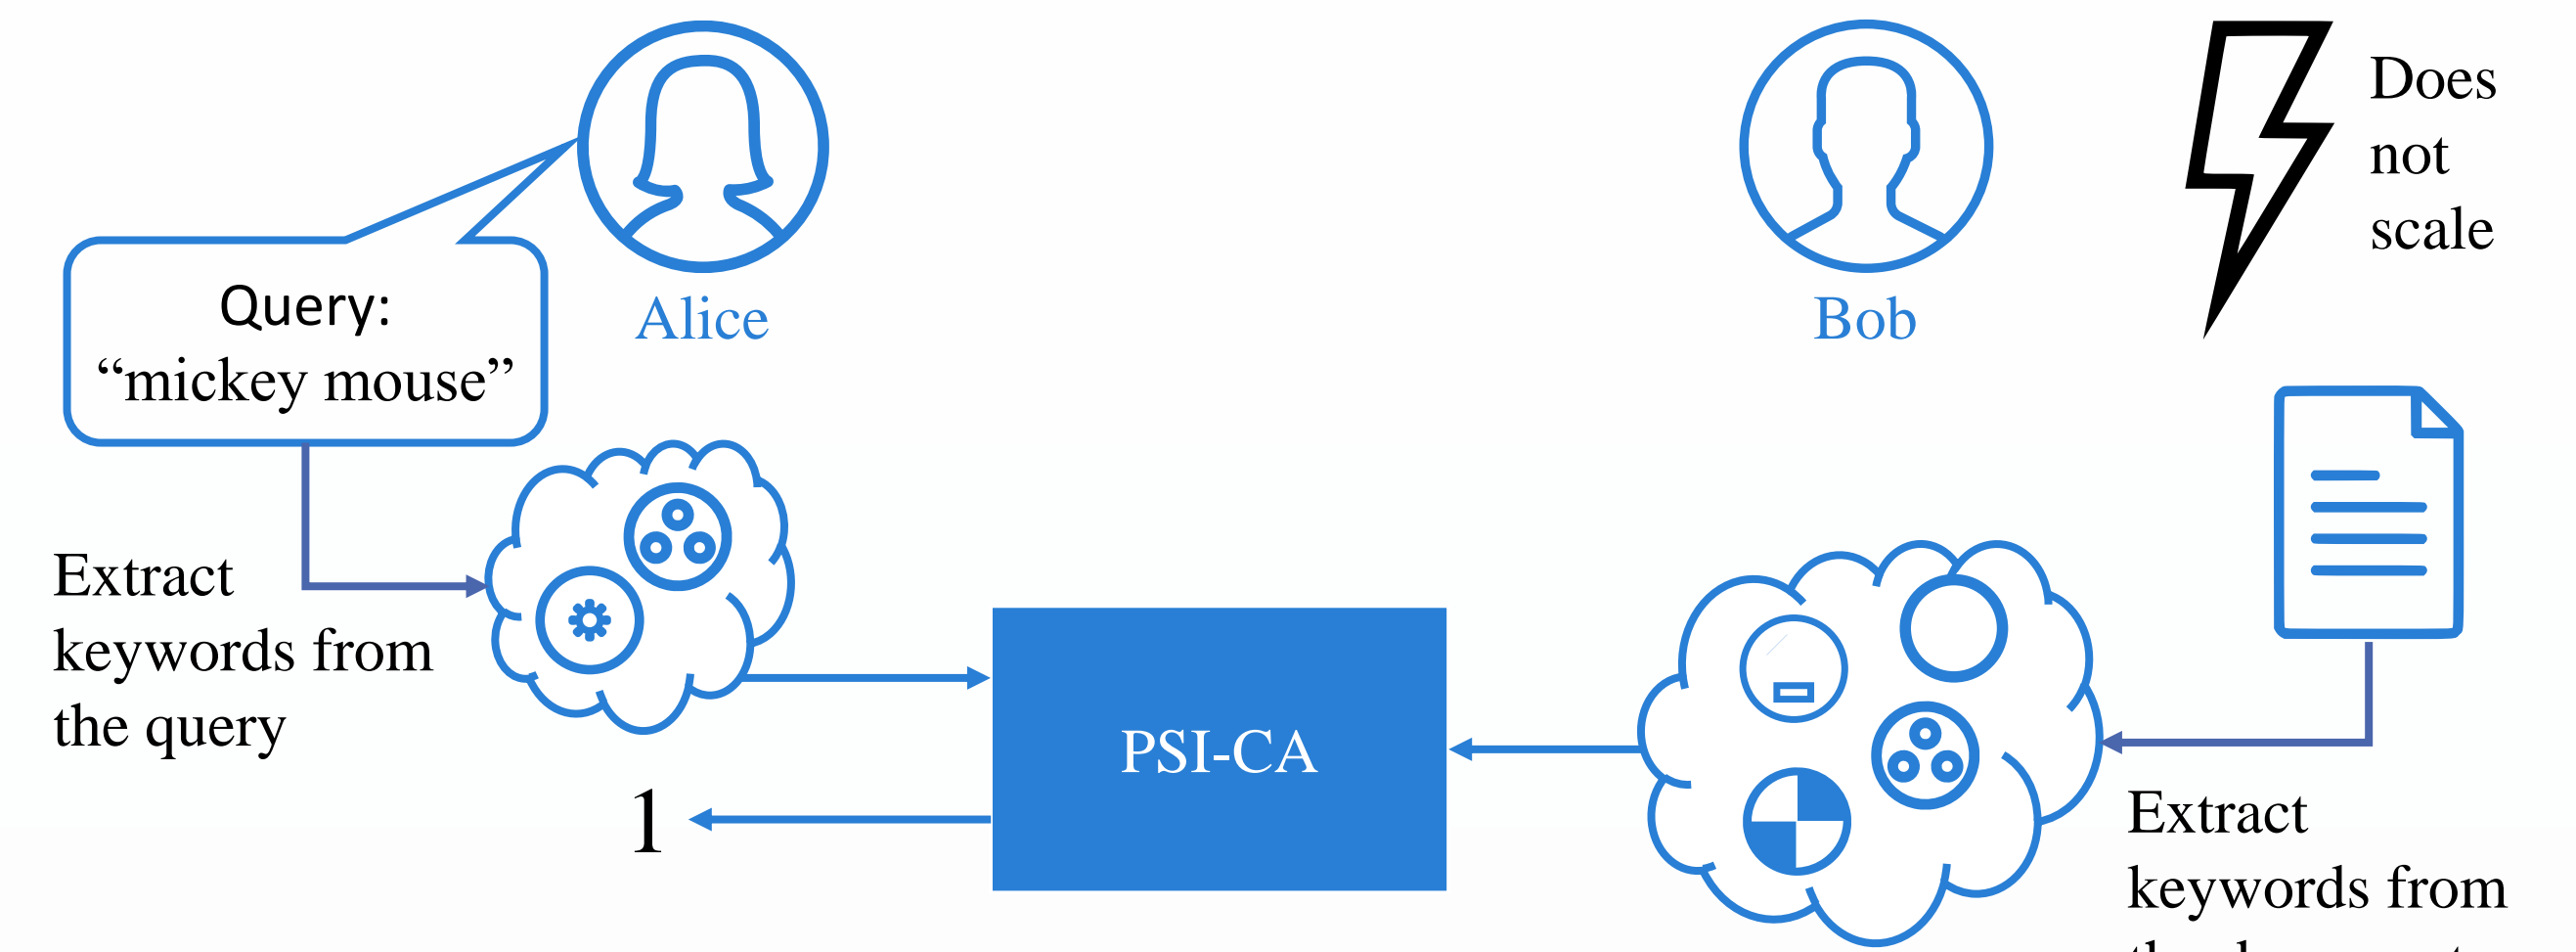 Does
not
scale
Alice
Bob
Query:
“mickey mouse”
Extract
keywords from
the query
PSI-CA
1
Extract
keywords from